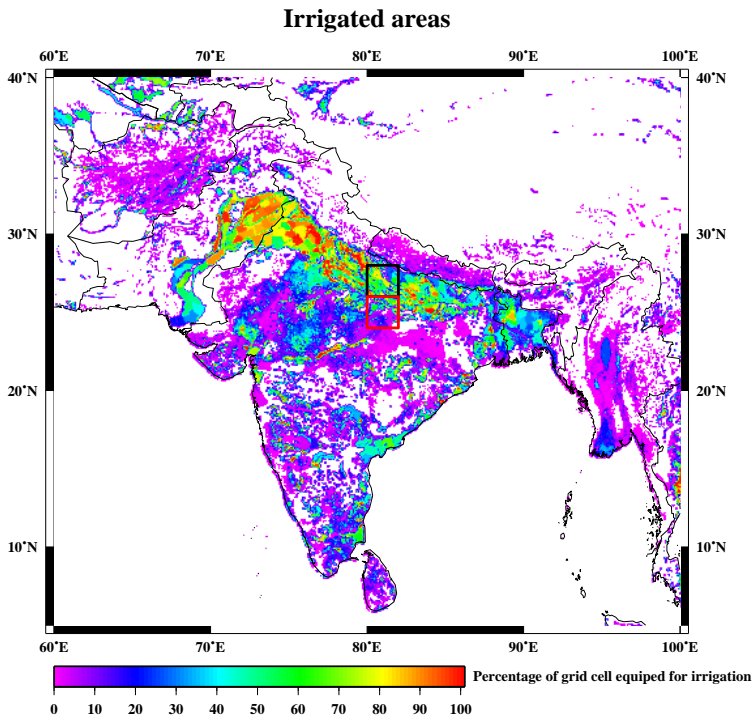 Irrigated areas
60˚E 70˚E 80˚E 90˚E 100˚E
40˚N 40˚N
30˚N 30˚N
20˚N 20˚N
10˚N 10˚N
60˚E 70˚E 80˚E 90˚E 100˚E
Percentage of grid cell equiped for irrigation
0 10 20 30 40 50 60 70 80 90 100